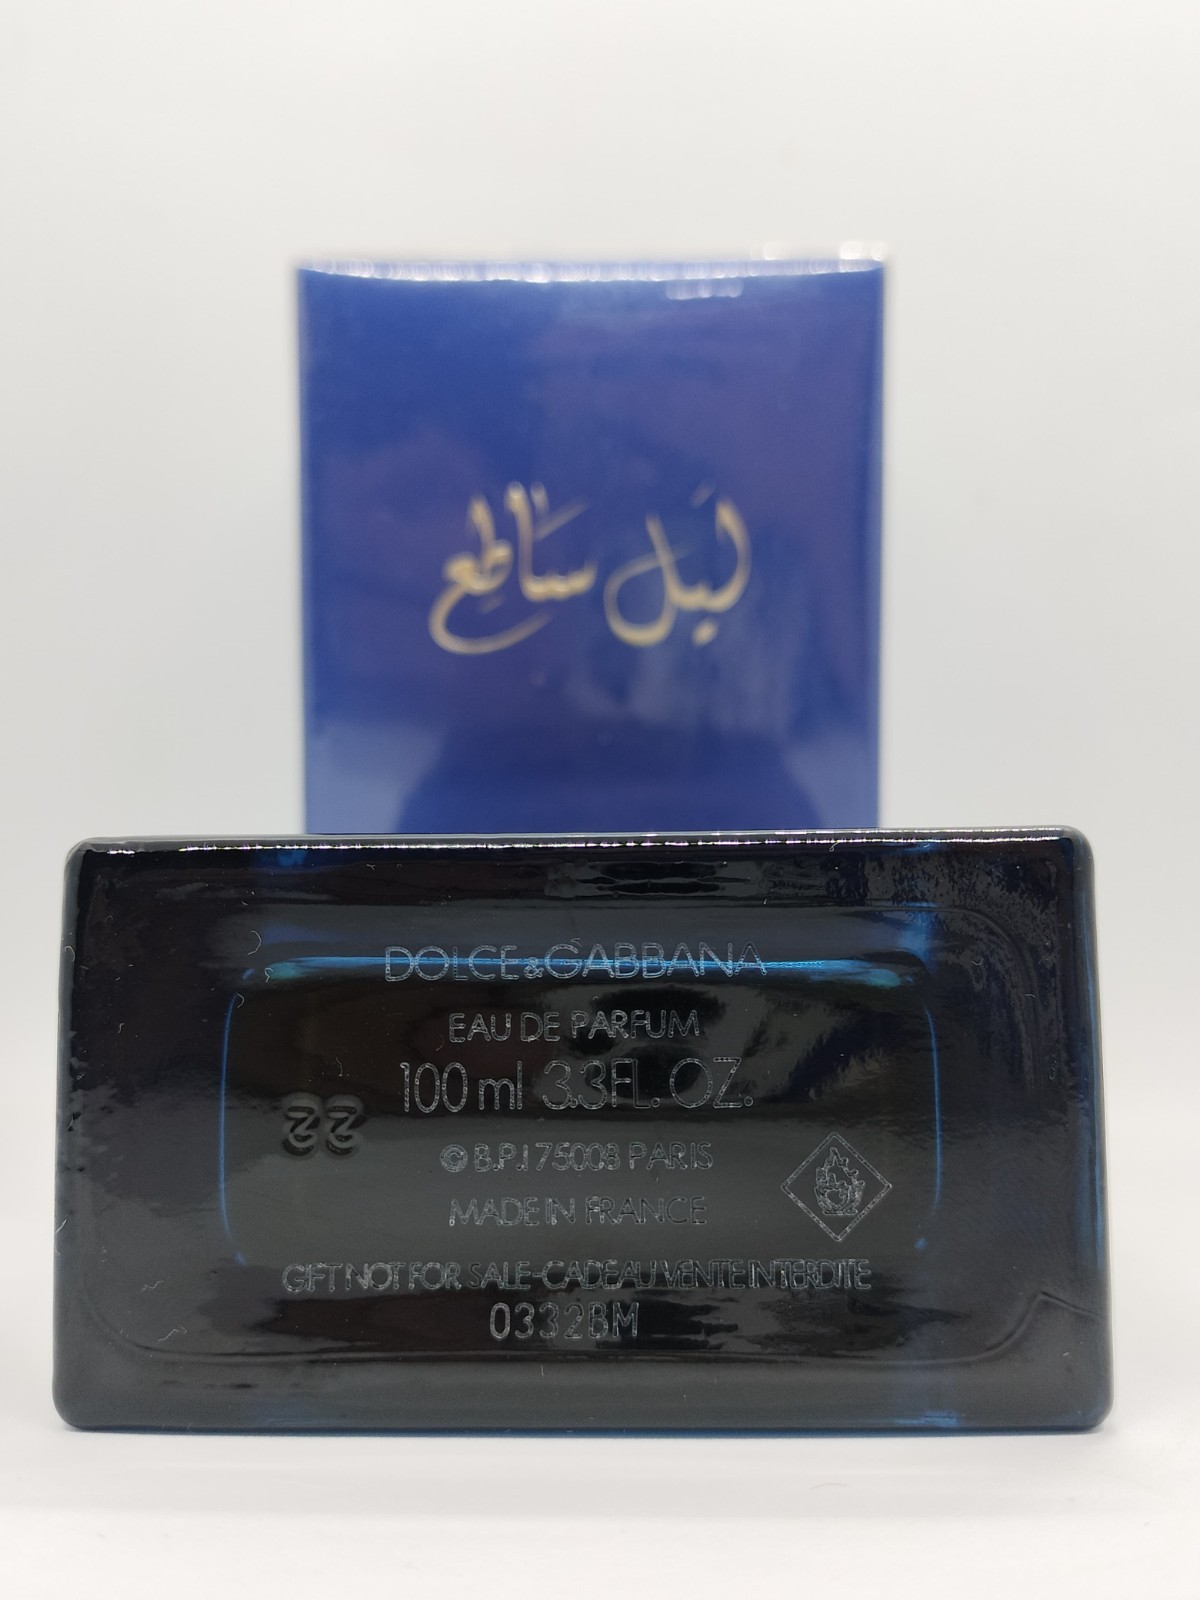 ليل ساطع
DOLCE&GABBANA
EAU DE PARFUM
100 ml 3.3FL. OZ.
© B.P.I 75008 PARIS
MADE IN FRANCE
GIFT NOT FOR SALE-CADEAU VENTE INTERDITE
0332BM